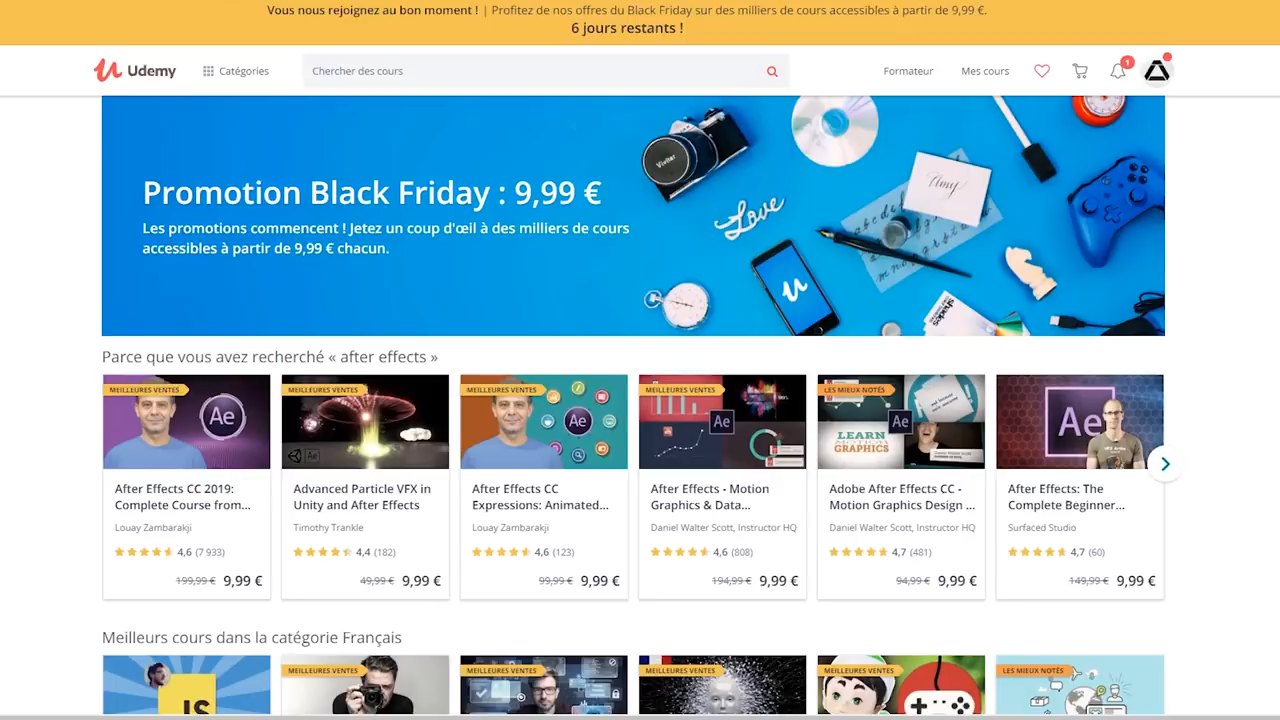 Vous nous rejoignez au bon moment ! | Profitez de nos offres du Black Friday sur des milliers de cours accessibles à partir de 9,99 €.
6 jours restants !
Udemy
Catégories
Chercher des cours
Formateur
Mes cours
1
Promotion Black Friday : 9,99 €
Les promotions commencent ! Jetez un coup d'œil à des milliers de cours
accessibles à partir de 9,99 € chacun.
Vivitar
Love
Amy
Parce que vous avez recherché « after effects »
MEILLEURES VENTES
Ae
After Effects CC 2019:
Complete Course from...
Louay Zambarakji
4,6 (7 933)
199,99 € 9,99 €
MEILLEURES VENTES
Ae
Advanced Particle VFX in
Unity and After Effects
Timothy Trankle
4,4 (182)
49,99 € 9,99 €
MEILLEURES VENTES
Ae
After Effects CC
Expressions: Animated...
Louay Zambarakji
4,6 (123)
99,99 € 9,99 €
MEILLEURES VENTES
Ae
After Effects - Motion
Graphics & Data...
Daniel Walter Scott, Instructor HQ
4,6 (808)
194,99 € 9,99 €
LES MIEUX NOTÉS
Ae
LEARN
MOTION
GRAPHICS
Adobe After Effects CC -
Motion Graphics Design ...
Daniel Walter Scott, Instructor HQ
4,7 (481)
94,99 € 9,99 €
Ae
After Effects: The
Complete Beginner...
Surfaced Studio
4,7 (60)
149,99 € 9,99 €
Meilleurs cours dans la catégorie Français
JS
MEILLEURES VENTES
MEILLEURES VENTES
MEILLEURES VENTES
MEILLEURES VENTES
LES MIEUX NOTÉS